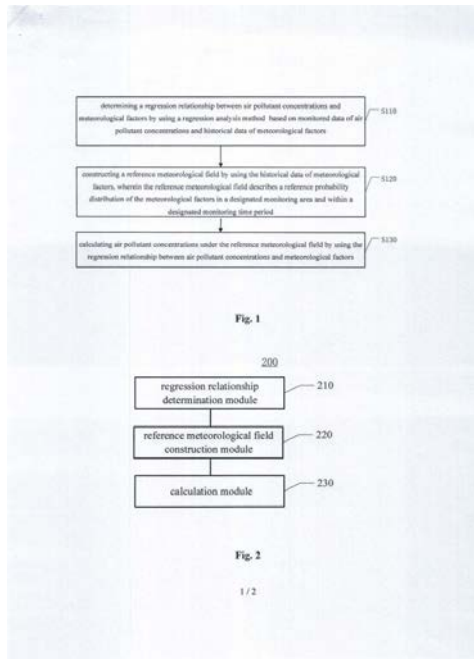 determining a regression relationship between air pollutant concentrations and
meteorological factors by using a regression analysis method based on monitored data of air
pollutant concentrations and historical data of meteorological factors
S110
constructing a reference meteorological field by using the historical data of meteorological
factors, wherein the reference meteorological field describes a reference probability
distribution of the meteorological factors in a designated monitoring area and within a
designated monitoring time period
S120
calculating air pollutant concentrations under the reference meteorological field by using the
regression relationship between air pollutant concentrations and meteorological factors
S130
Fig. 1
200
regression relationship
determination module
210
reference meteorological field
construction module
220
calculation module
230
Fig. 2
1 / 2